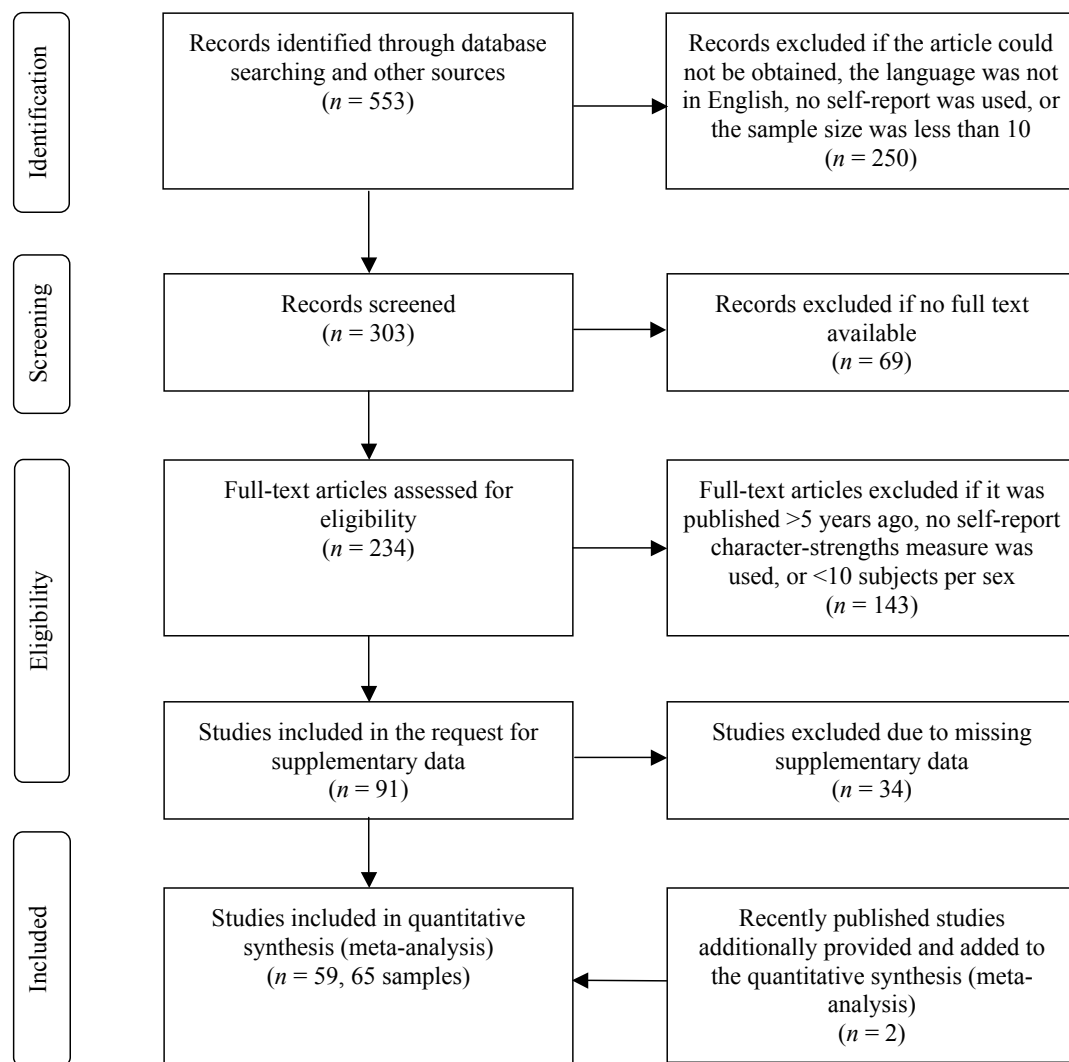 Identification
Records identified through database
searching and other sources
(n = 553)
Records excluded if the article could
not be obtained, the language was not
in English, no self-report was used, or
the sample size was less than 10
(n = 250)
Screening
Records screened
(n = 303)
Records excluded if no full text
available
(n = 69)
Eligibility
Full-text articles assessed for
eligibility
(n = 234)
Full-text articles excluded if it was
published >5 years ago, no self-report
character-strengths measure was
used, or <10 subjects per sex
(n = 143)
Studies included in the request for
supplementary data
(n = 91)
Studies excluded due to missing
supplementary data
(n = 34)
Included
Studies included in quantitative
synthesis (meta-analysis)
(n = 59, 65 samples)
Recently published studies
additionally provided and added to
the quantitative synthesis (meta-
analysis)
(n = 2)